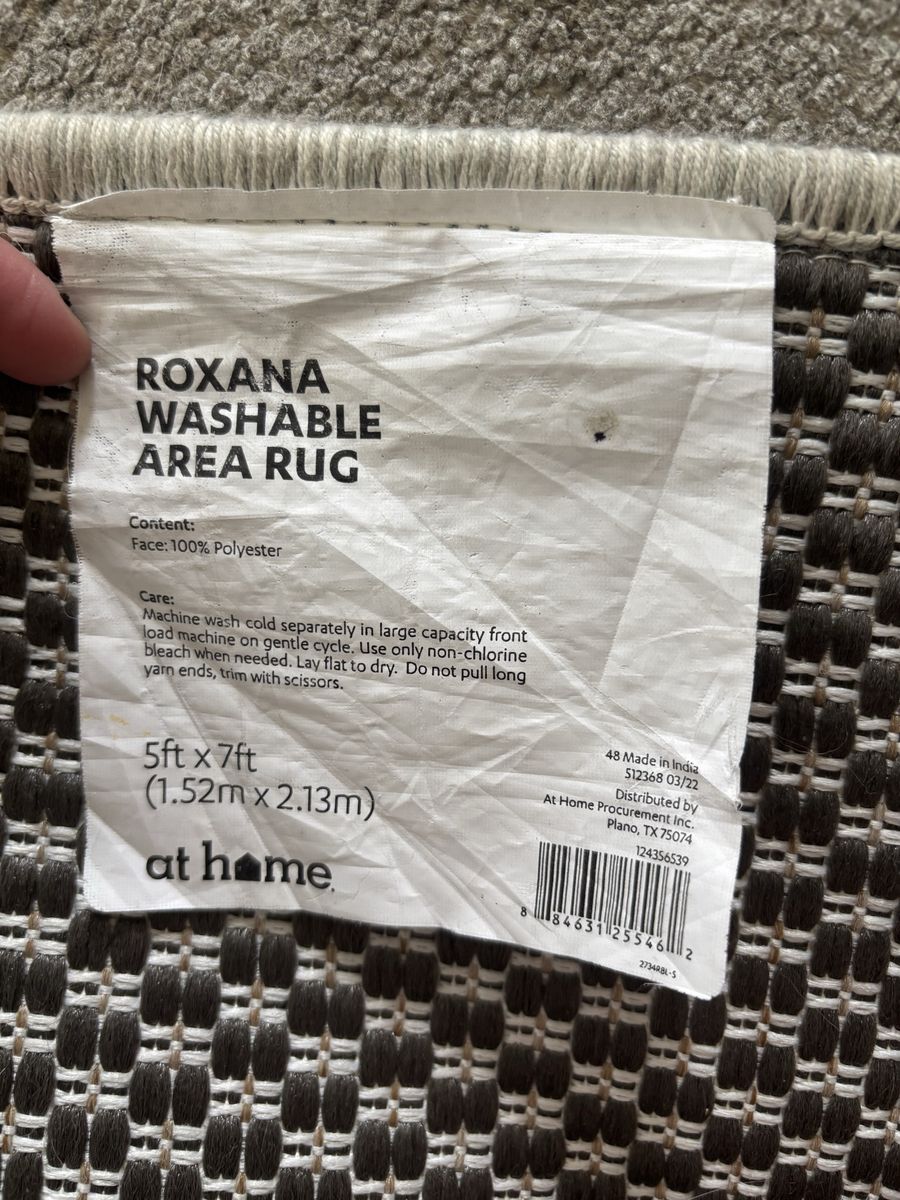 ROXANA
WASHABLE
AREA RUG
Content:
Face: 100% Polyester
Care:
Machine wash cold separately in large capacity front
load machine on gentle cycle. Use only non-chlorine
bleach when needed. Lay flat to dry. Do not pull long
yarn ends, trim with scissors.
5ft x 7ft
(1.52m x 2.13m)
at home.
48 Made in India
512368 03/22
Distributed by
At Home Procurement Inc.
Plano, TX 75074
124356539
8 84631 25546 2
2734RBL-S